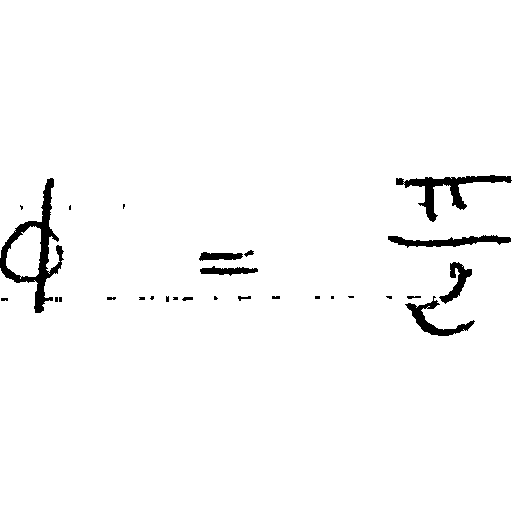 ϕ = π/2